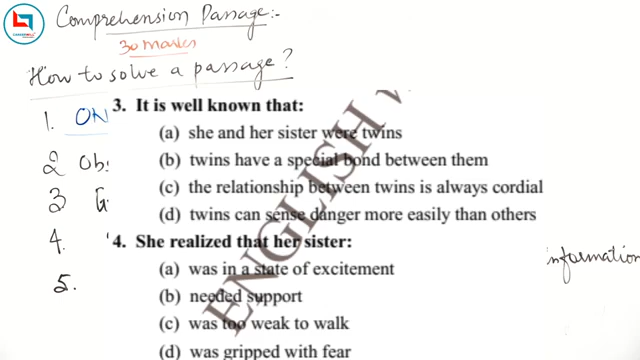 Comprehension Passage:-
30 marks
How to solve a passage?
1. ON
3. It is well known that:
(a) she and her sister were twins
2 Obs
(b) twins have a special bond between them
3
(c) the relationship between twins is always cordial
(d) twins can sense danger more easily than others
4.
4. She realized that her sister:
(a) was in a state of excitement
information
5.
(b) needed support
(c) was too weak to walk
(d) was gripped with fear
ENGLISH